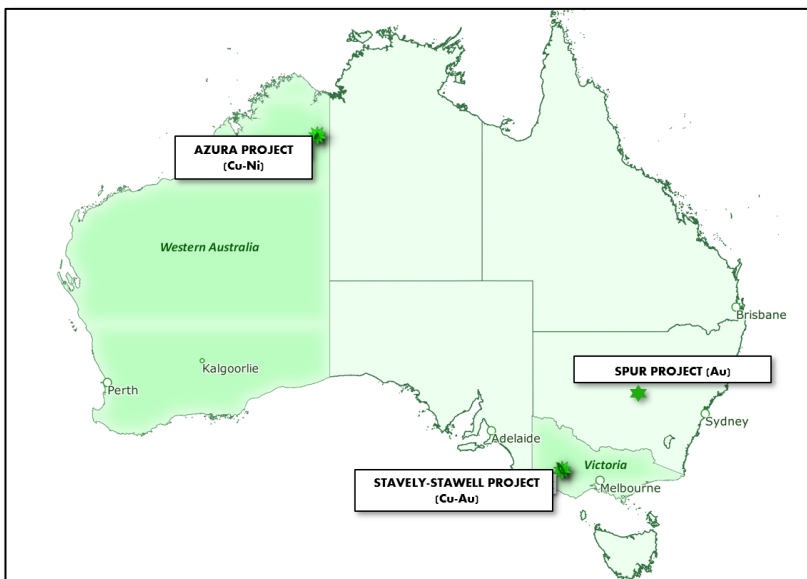 AZURA PROJECT
(Cu-Ni)
Western Australia
Brisbane
Kalgoorlie
SPUR PROJECT (Au)
Perth
Sydney
Adelaide
Victoria
STAVELY-STAWELL PROJECT
(Cu-Au)
Melbourne